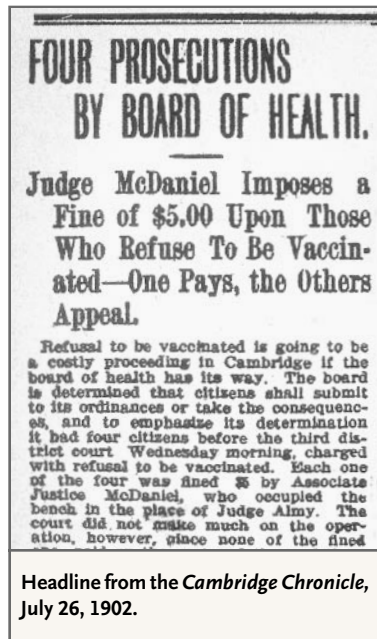 FOUR PROSECUTIONS
BY BOARD OF HEALTH.
Judge McDaniel Imposes a
Fine of $5.00 Upon Those
Who Refuse To Be Vaccin-
ated—One Pays, the Others
Appeal.
Refusal to be vaccinated is going to be
a costly proceeding in Cambridge if the
board of health has its way. The board
is determined that citizens shall submit
to its ordinances or take the consequenc-
es, and to emphasize its determination
it had four citizens before the third dis-
trict court Wednesday morning, charged
with refusal to be vaccinated. Each one
of the four was fined $5 by Associate
Justice McDaniel, who occupied the
bench in the place of Judge Almy. The
court did not make much on the oper-
ation, however, since none of the fined
Headline from the Cambridge Chronicle,
July 26, 1902.